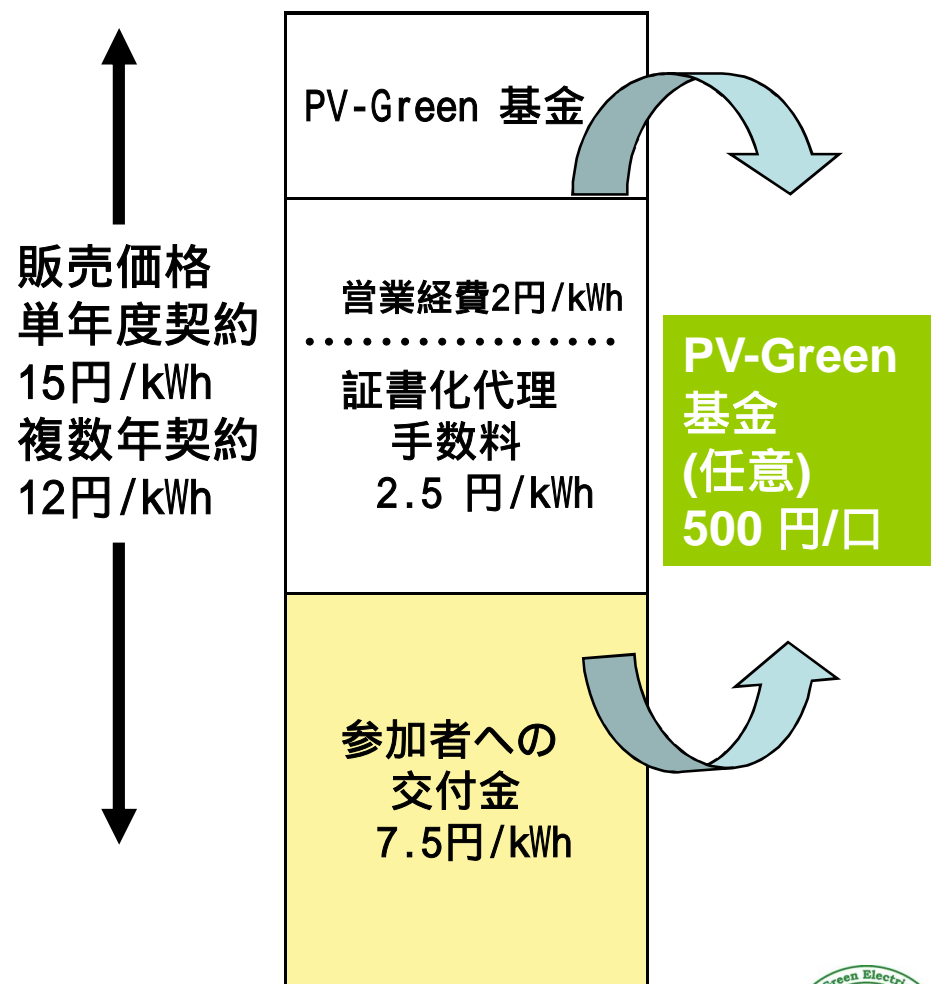 PV-Green 基金
販売価格
単年度契約
15円/kWh
複数年契約
12円/kWh
営業経費2円/kWh
証書化代理
手数料
2.5 円/kWh
PV-Green
基金
(任意)
500 円/口
参加者への
交付金
7.5円/kWh